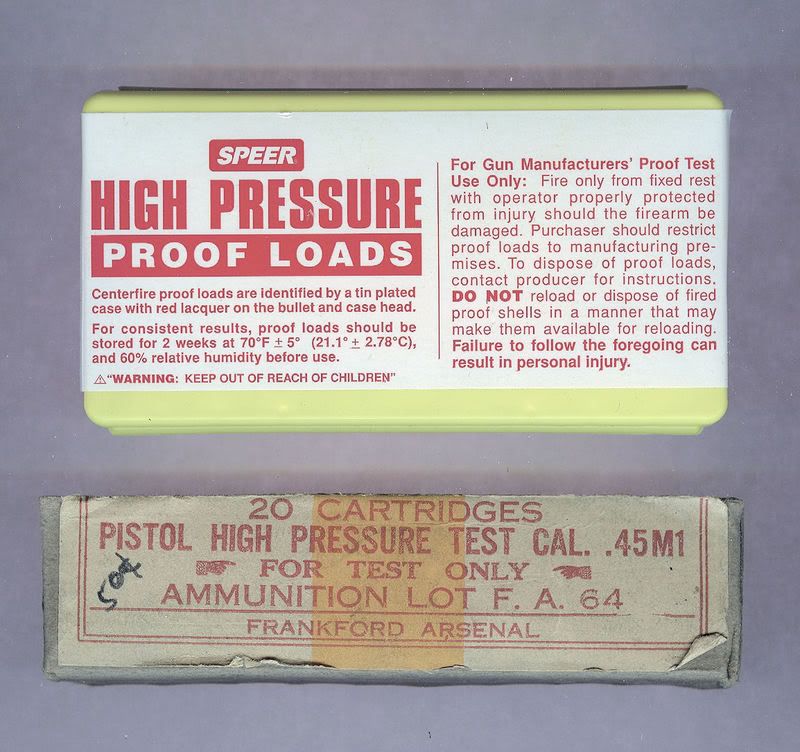 SPEER
HIGH PRESSURE
PROOF LOADS
Centerfire proof loads are identified by a tin plated
case with red lacquer on the bullet and case head.
For consistent results, proof loads should be
stored for 2 weeks at 70°F ± 5° (21.1° ± 2.78°C),
and 60% relative humidity before use.
⚠"WARNING: KEEP OUT OF REACH OF CHILDREN"
For Gun Manufacturers' Proof Test
Use Only: Fire only from fixed rest
with operator properly protected
from injury should the firearm be
damaged. Purchaser should restrict
proof loads to manufacturing pre-
mises. To dispose of proof loads,
contact producer for instructions.
DO NOT reload or dispose of fired
proof shells in a manner that may
make them available for reloading.
Failure to follow the foregoing can
result in personal injury.
20 CARTRIDGES
PISTOL HIGH PRESSURE TEST CAL. .45M1
FOR TEST ONLY
AMMUNITION LOT F. A. 64
FRANKFORD ARSENAL